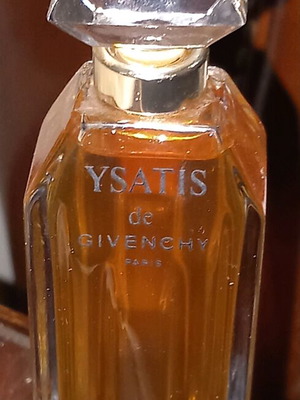 YSATIS
de
GIVENCHY
PARIS